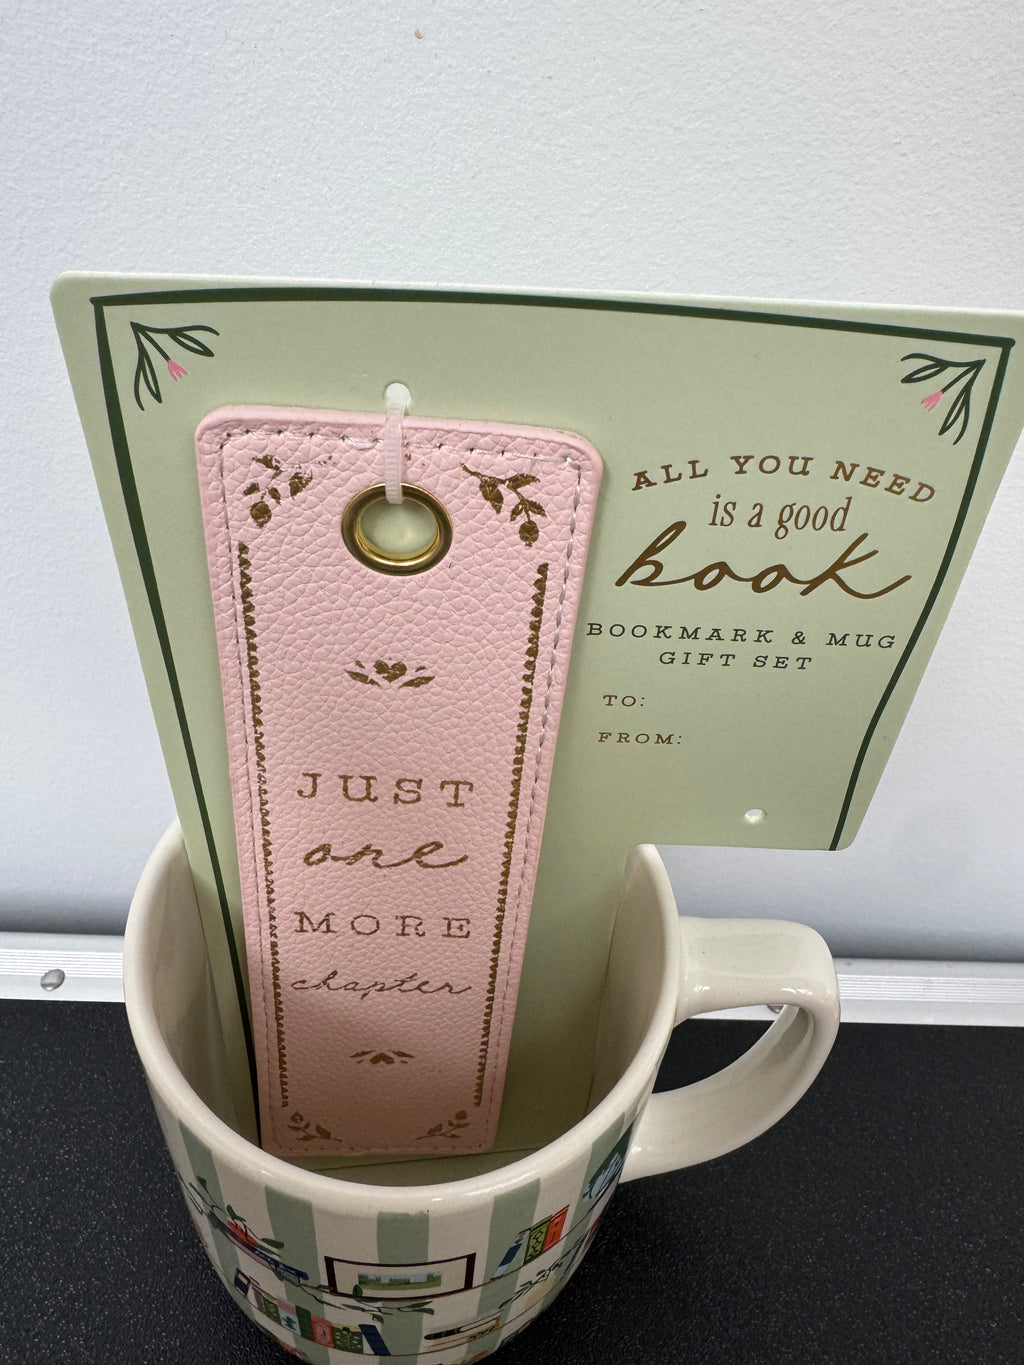 JUST
one
MORE
chapter
ALL YOU NEED
is a good
book
BOOKMARK & MUG
GIFT SET
TO:
FROM: